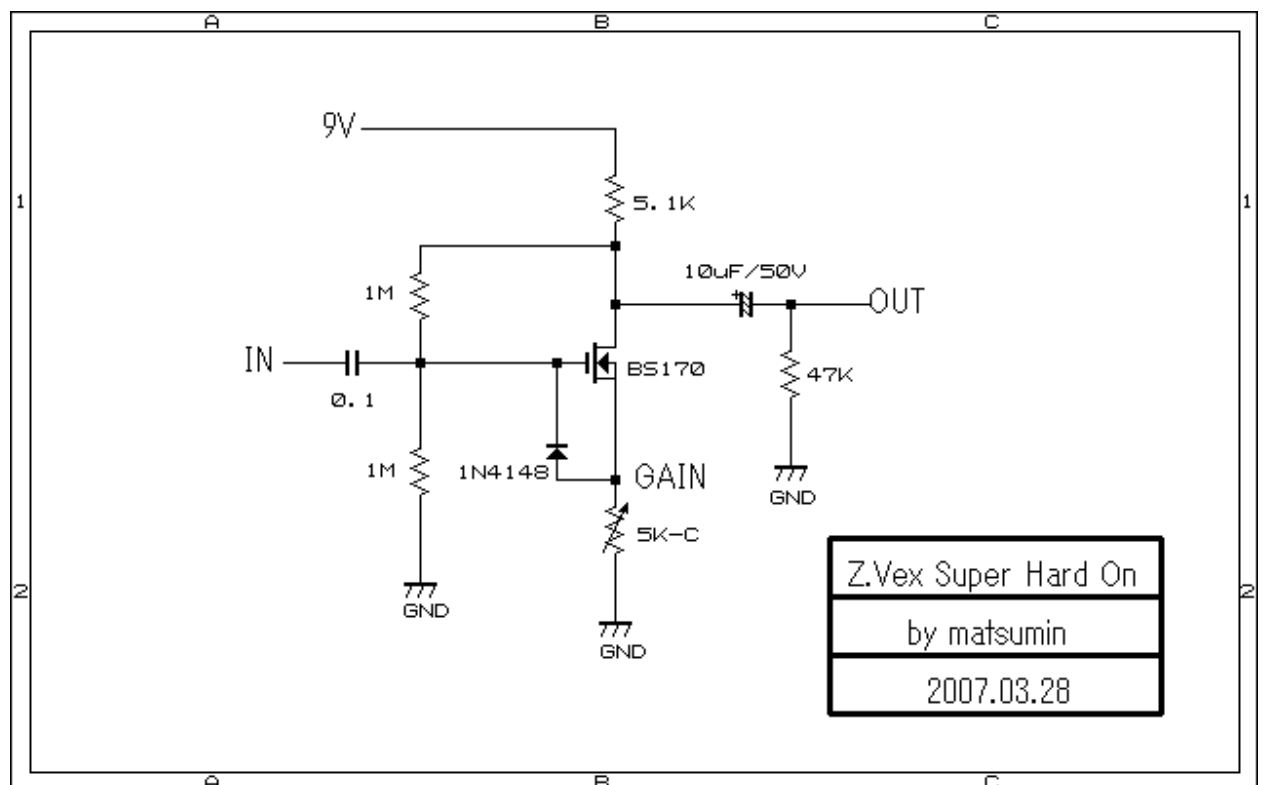 A B C
9V
1 1
5.1K
10uF/50V
1M
OUT
IN
BS170
47K
0.1
1M
1N4148
GAIN
GND
5K-C
Z.Vex Super Hard On
2 2
GND
by matsumin
GND
2007.03.28
A B C